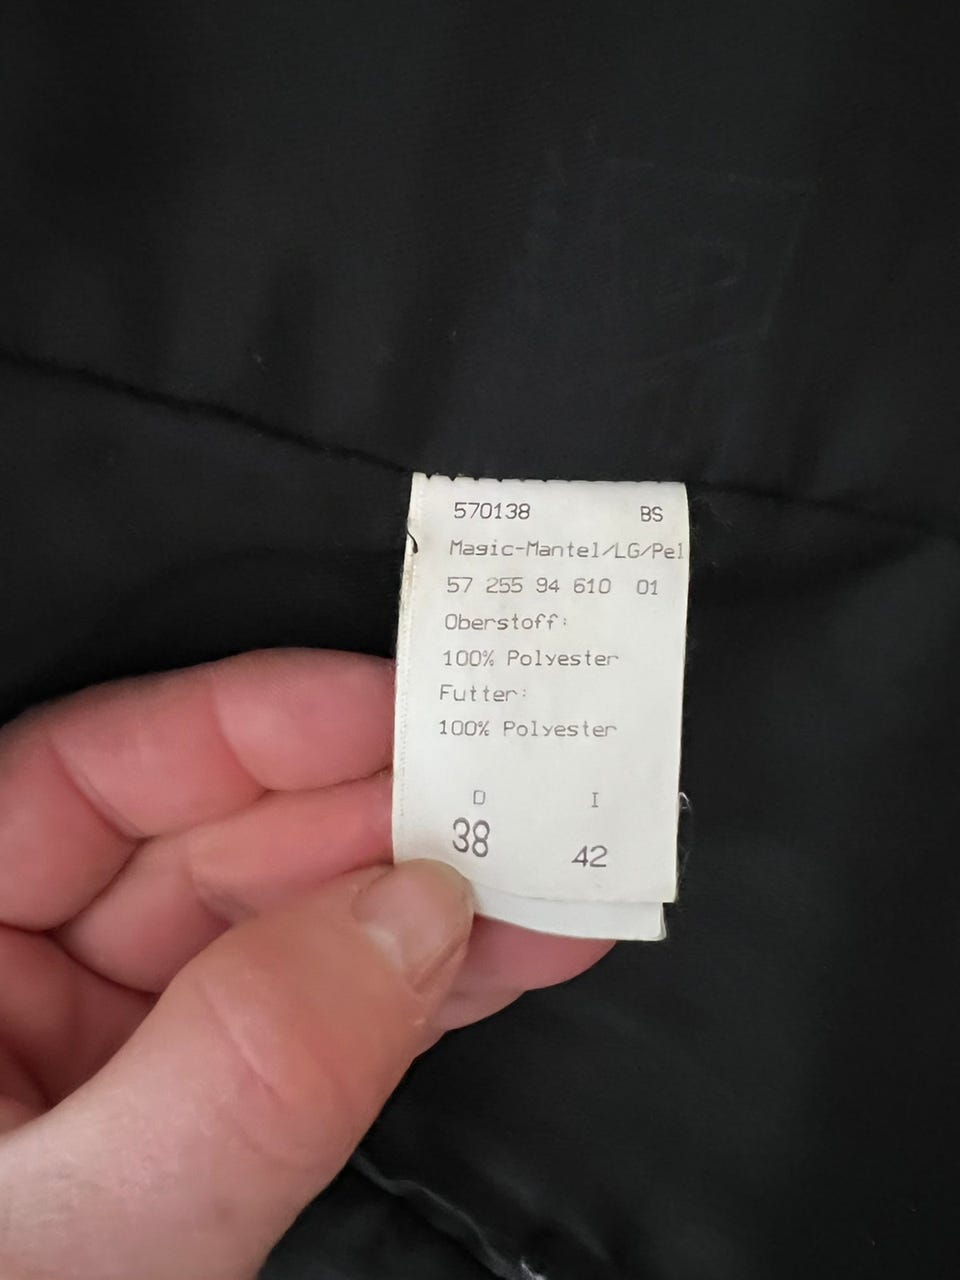 570138 BS
Magic-Mantel/LG/Pel
57 255 94 610 01
Oberstoff:
100% Polyester
Futter:
100% Polyester
D I
38 42